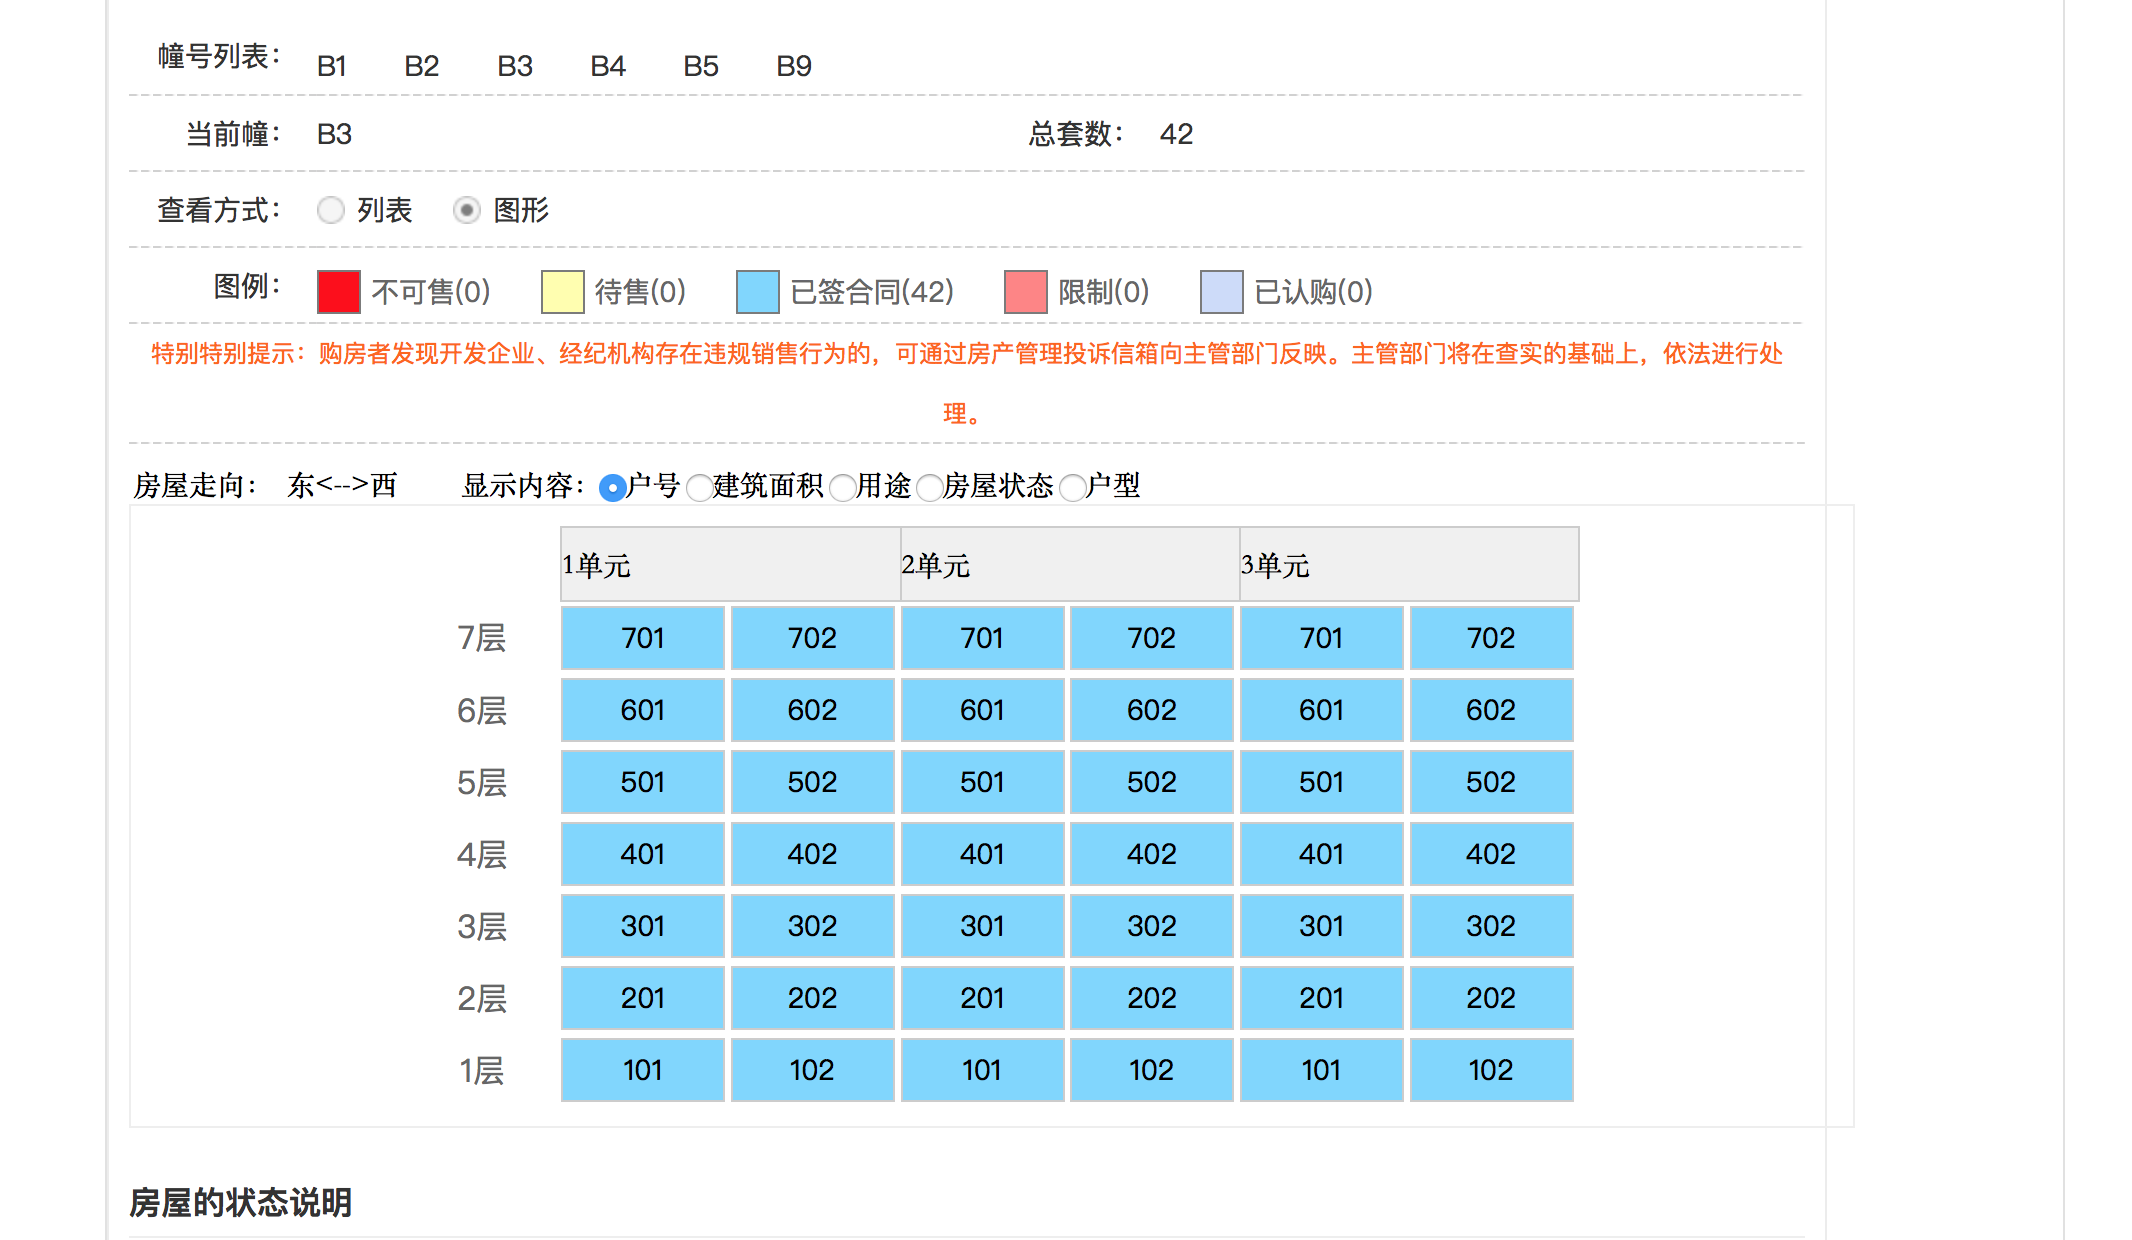 幢号列表： B1 B2 B3 B4 B5 B9
当前幢： B3 总套数： 42
查看方式： 列表 图形
图例： 不可售(0) 待售(0) 已签合同(42) 限制(0) 已认购(0)
特别特别提示：购房者发现开发企业、经纪机构存在违规销售行为的，可通过房产管理投诉信箱向主管部门反映。主管部门将在查实的基础上，依法进行处
理。
房屋走向： 东<-->西 显示内容： 户号 建筑面积 用途 房屋状态 户型
1单元 2单元 3单元
7层 701 702 701 702 701 702
6层 601 602 601 602 601 602
5层 501 502 501 502 501 502
4层 401 402 401 402 401 402
3层 301 302 301 302 301 302
2层 201 202 201 202 201 202
1层 101 102 101 102 101 102
房屋的状态说明